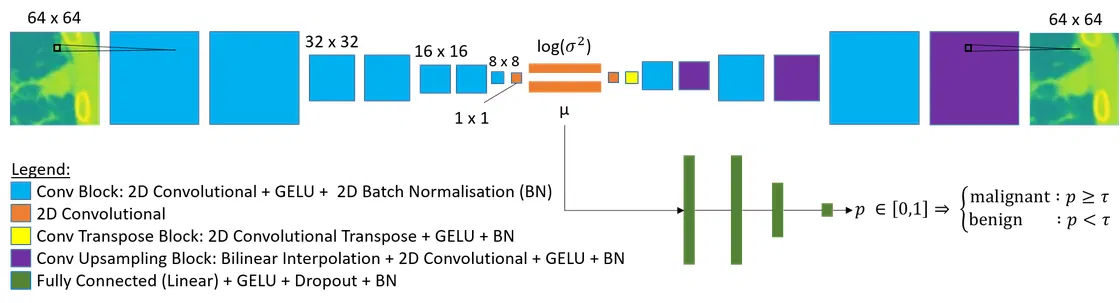 64 x 64
32 x 32
16 x 16
8 x 8
1 x 1
log(σ²)
μ
64 x 64
Legend:
Conv Block: 2D Convolutional + GELU + 2D Batch Normalisation (BN)
2D Convolutional
Conv Transpose Block: 2D Convolutional Transpose + GELU + BN
Conv Upsampling Block: Bilinear Interpolation + 2D Convolutional + GELU + BN
Fully Connected (Linear) + GELU + Dropout + BN
p ∈ [0,1] ⇒ {
malignant : p ≥ τ
benign : p < τ